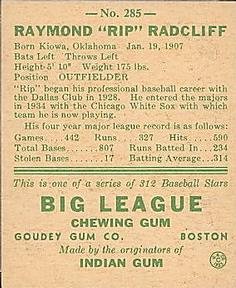 — No. 285—
RAYMOND "RIP" RADCLIFF
Born Kiowa, Oklahoma Jan. 19, 1907
Bats Left Throws Left
Height-5' 10" Weight 175 lbs.
Position OUTFIELDER
"Rip" began his professional baseball career with
the Dallas Club in 1928. He entered the majors
in 1934 with the Chicago White Sox with which
team he is now playing.
His four year major league record is as follows:
Games.....442 Runs.....327 Hits.........590
Total Bases.......807 Runs Batted In.....234
Stolen Bases......17 Batting Average...314
This is one of a series of 312 Baseball Stars
BIG LEAGUE
CHEWING GUM
GOUDEY GUM CO. BOSTON
Made by the originators of
INDIAN GUM